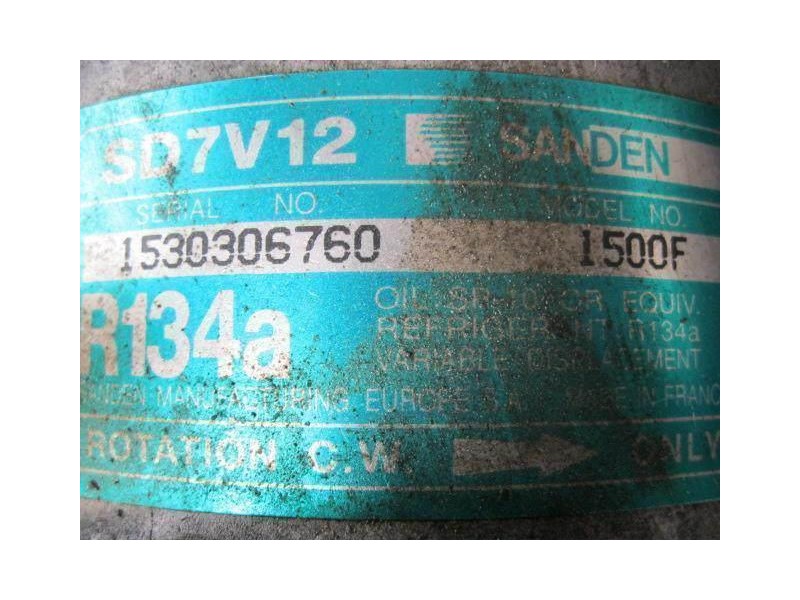 SD7V12 SANDEN
SERIAL NO. MODEL NO.
1530306760 1500F
R134a
OIL SP-10 OR EQUIV.
REFRIGERANT R134a
VARIABLE DISPLACEMENT
SANDEN MANUFACTURING EUROPE S.A. MADE IN FRANC
ROTATION C.W. ONLY